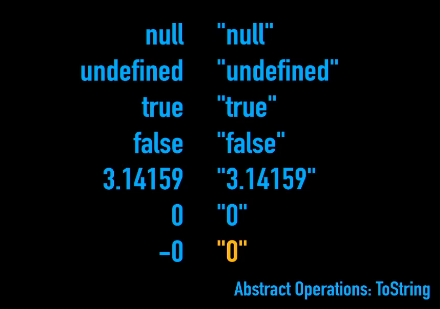 null "null"
undefined "undefined"
true "true"
false "false"
3.14159 "3.14159"
0 "0"
-0 "0"
Abstract Operations: ToString